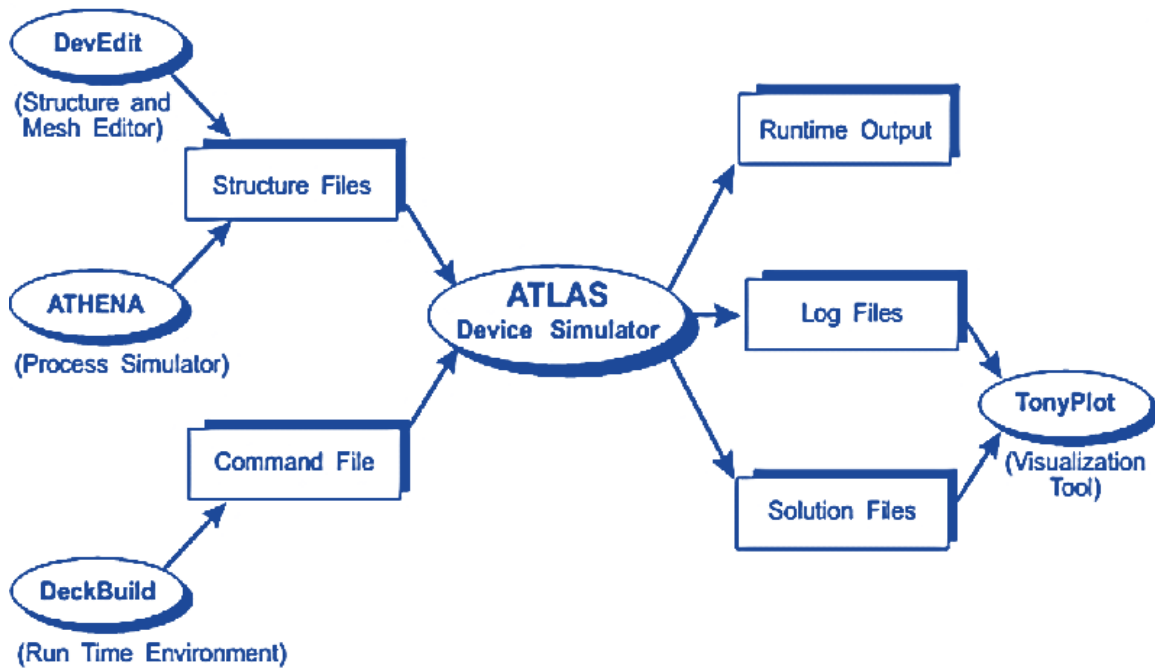 DevEdit
(Structure and
Mesh Editor)
Structure Files
ATHENA
(Process Simulator)
Command File
DeckBuild
(Run Time Environment)
ATLAS
Device Simulator
Runtime Output
Log Files
Solution Files
TonyPlot
(Visualization
Tool)